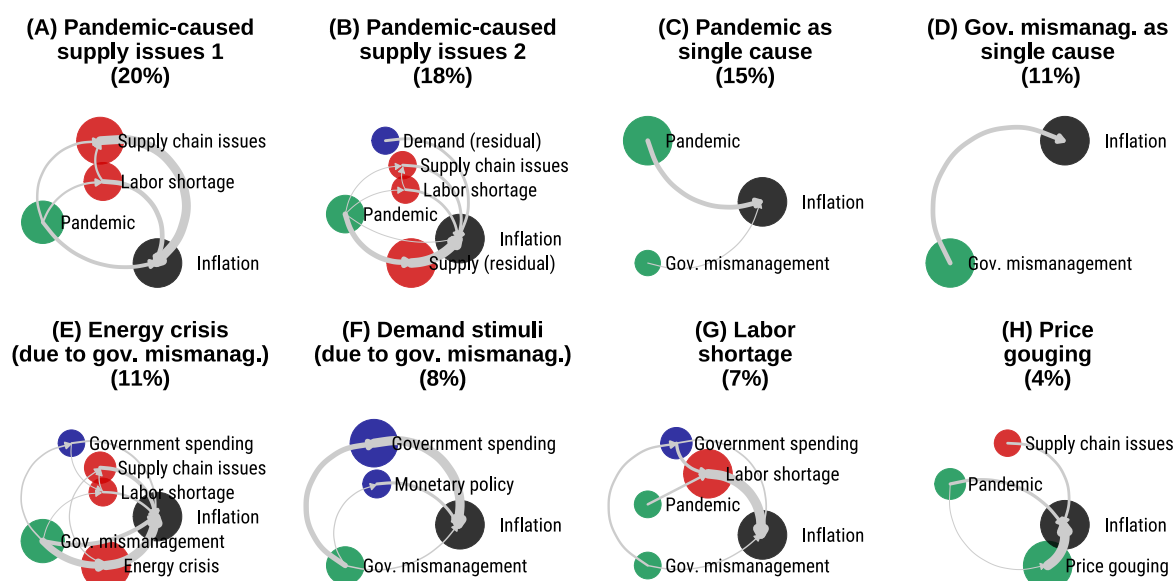 (A) Pandemic-caused
supply issues 1
(20%)
Supply chain issues
Labor shortage
Pandemic
Inflation
(B) Pandemic-caused
supply issues 2
(18%)
Demand (residual)
Supply chain issues
Labor shortage
Pandemic
Inflation
Supply (residual)
(C) Pandemic as
single cause
(15%)
Pandemic
Inflation
Gov. mismanagement
(D) Gov. mismanag. as
single cause
(11%)
Inflation
Gov. mismanagement
(E) Energy crisis
(due to gov. mismanag.)
(11%)
Government spending
Supply chain issues
Labor shortage
Inflation
Gov. mismanagement
Energy crisis
(F) Demand stimuli
(due to gov. mismanag.)
(8%)
Government spending
Monetary policy
Inflation
Gov. mismanagement
(G) Labor
shortage
(7%)
Government spending
Labor shortage
Pandemic
Inflation
Gov. mismanagement
(H) Price
gouging
(4%)
Supply chain issues
Pandemic
Inflation
Price gouging